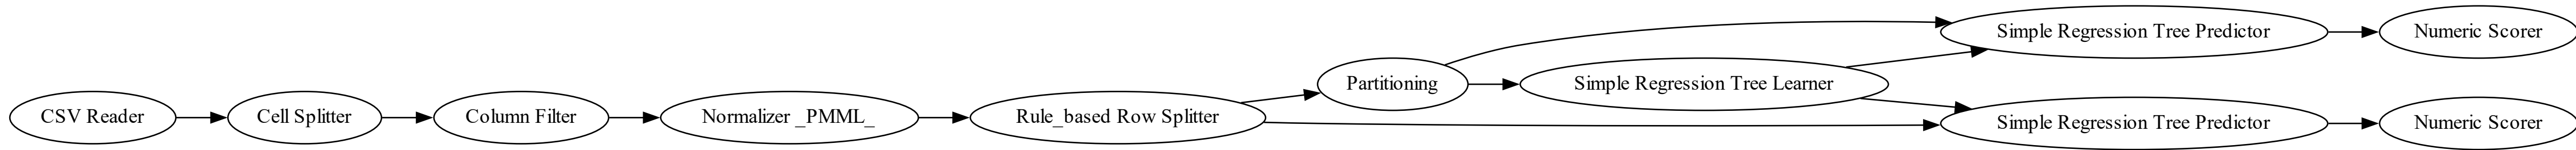 CSV Reader
Cell Splitter
Column Filter
Normalizer _PMML_
Rule_based Row Splitter
Partitioning
Simple Regression Tree Learner
Simple Regression Tree Predictor
Numeric Scorer
Simple Regression Tree Predictor
Numeric Scorer